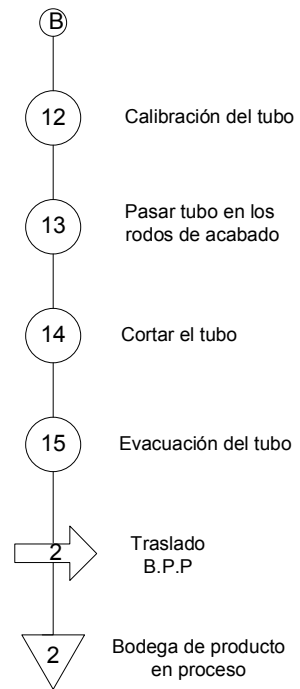 B
12
Calibración del tubo
13
Pasar tubo en los
rodos de acabado
14
Cortar el tubo
15
Evacuación del tubo
2
Traslado
B.P.P
2
Bodega de producto
en proceso